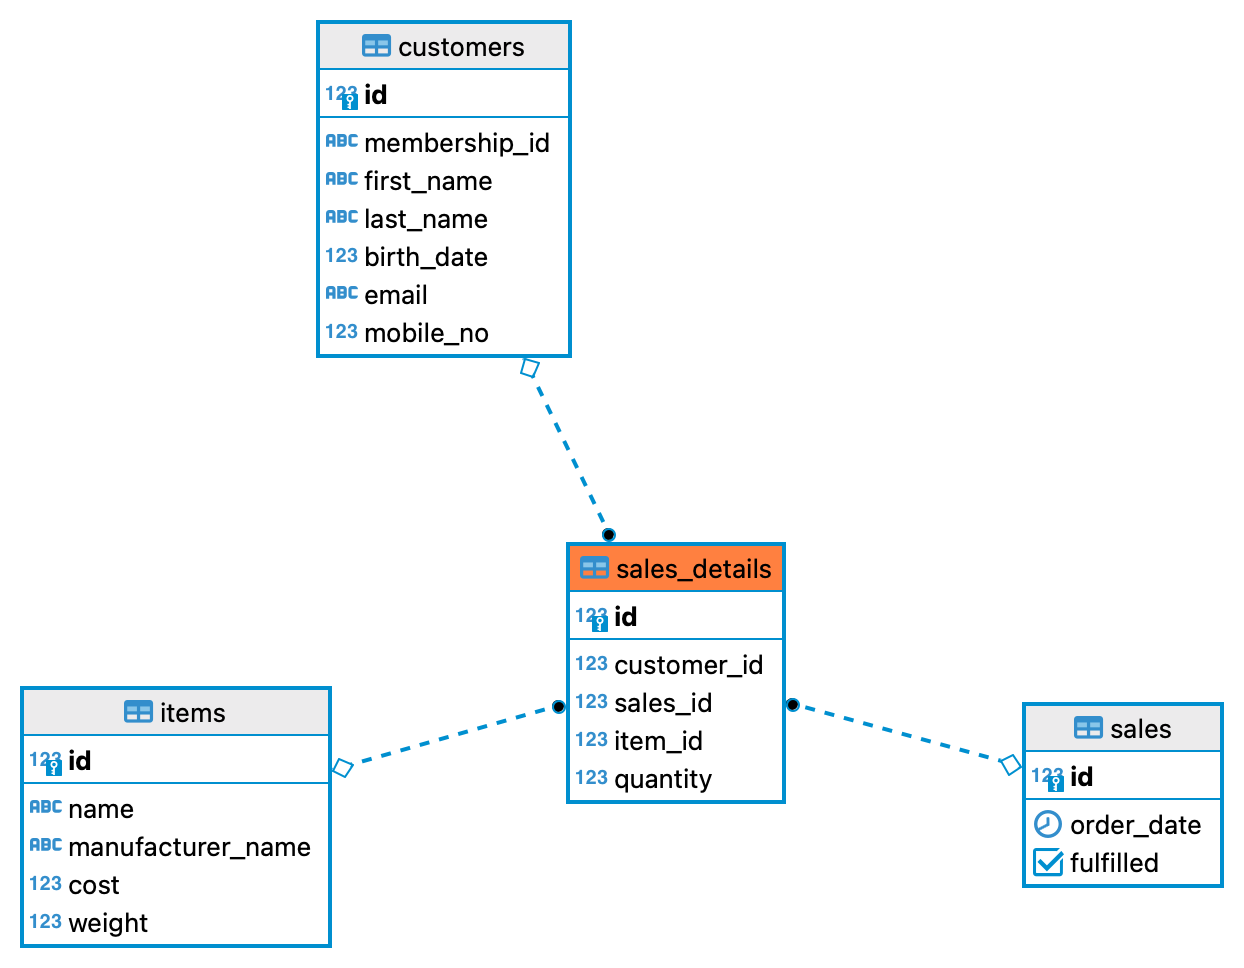 customers
123 id
ABC membership_id
ABC first_name
ABC last_name
123 birth_date
ABC email
123 mobile_no
sales_details
123 id
123 customer_id
123 sales_id
123 item_id
123 quantity
items
123 id
ABC name
ABC manufacturer_name
123 cost
123 weight
sales
123 id
order_date
fulfilled